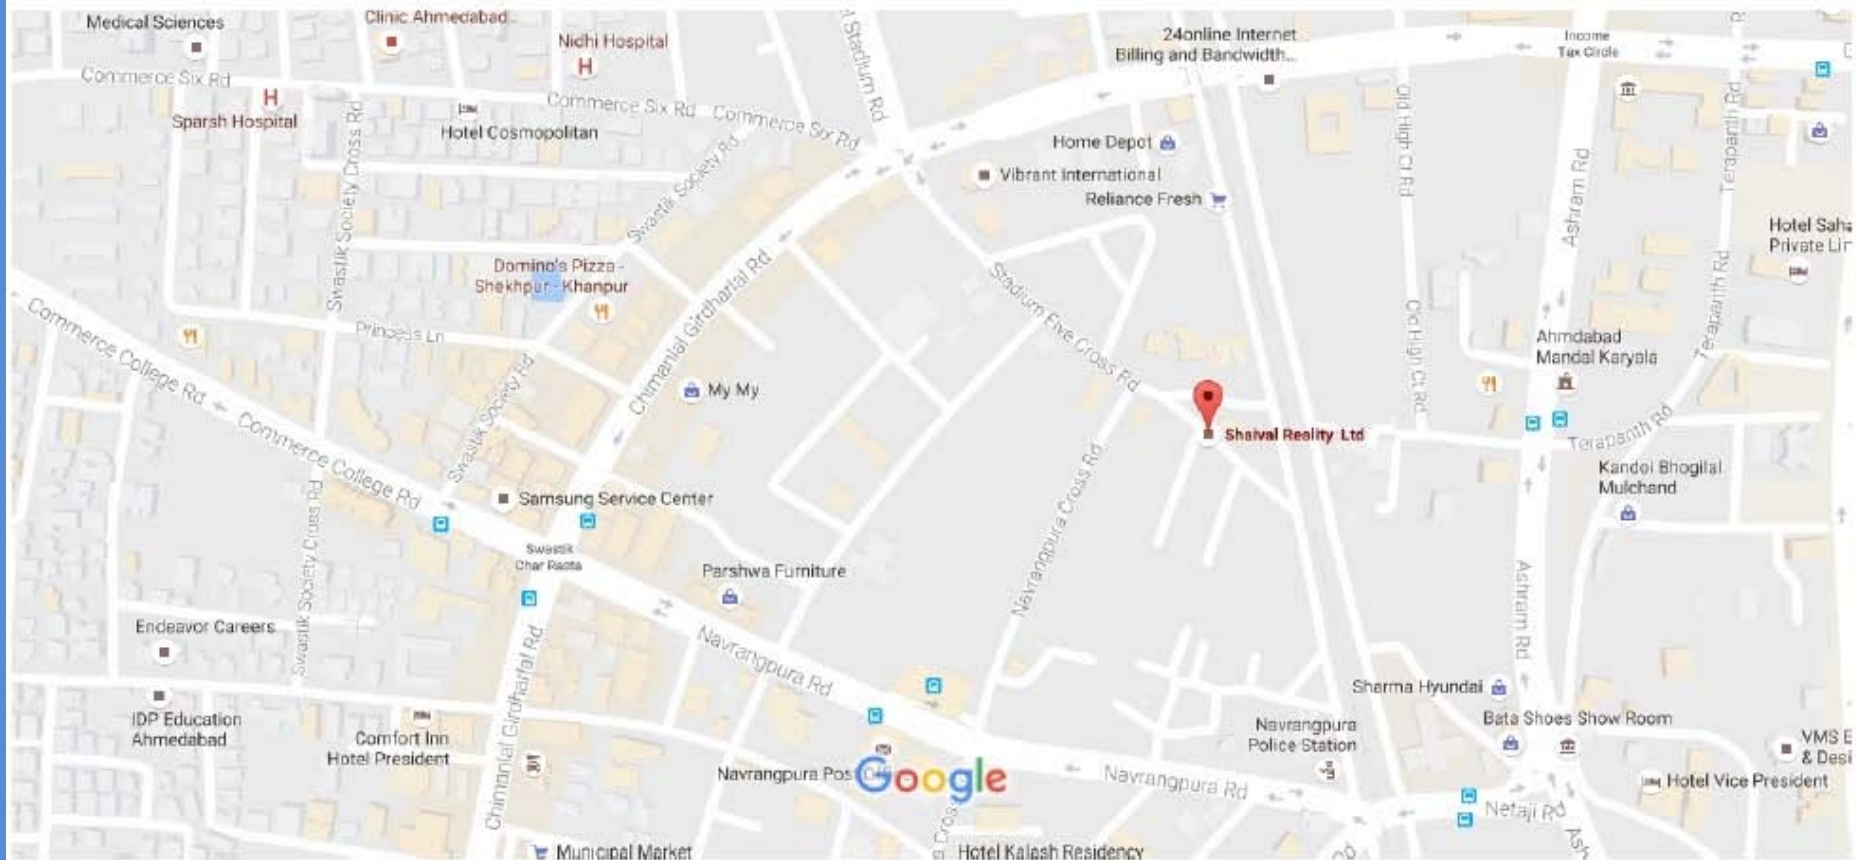 Medical Sciences
Clinic Ahmedabad...
Nidhi Hospital
24online Internet
Billing and Bandwidth...
Income
Tax Circle
Stadium Rd
Commerce Six Rd
Commerce Six Rd
Commerce Six Rd
Sparsh Hospital
Hotel Cosmopolitan
Home Depot
Vibrant International
Reliance Fresh
Old High Ct Rd
Ashram Rd
Terapanth Rd
Swastik Society Cross Rd
Swastik Society Rd
Hotel Saha
Private Lir
Domino's Pizza -
Shekhpur - Khanpur
Chimanlal Girdharlal Rd
Stadium Five Cross Rd
Terapanth Rd
Commerce College Rd
Princess Ln
Old High Ct Rd
Ahmdabad
Mandal Karyala
My My
Swastik Society Rd
Commerce College Rd
Shaival Reality Ltd
Terapanth Rd
Kandoi Bhogilal
Mulchand
Samsung Service Center
Navrangpura Cross Rd
Swastik
Char Rasta
Parshwa Furniture
Ashram Rd
Swastik Society Cross Rd
Endeavor Careers
Navrangpura Rd
Chimanlal Girdharlal Rd
Sharma Hyundai
IDP Education
Ahmedabad
Comfort Inn
Hotel President
Navrangpura
Police Station
Bata Shoes Show Room
VMS E
& Desi
Navrangpura Pos
Google
Navrangpura Rd
Hotel Vice President
Netaji Rd
Ash
a Cros
Rd
Municipal Market
Hotel Kalash Residency